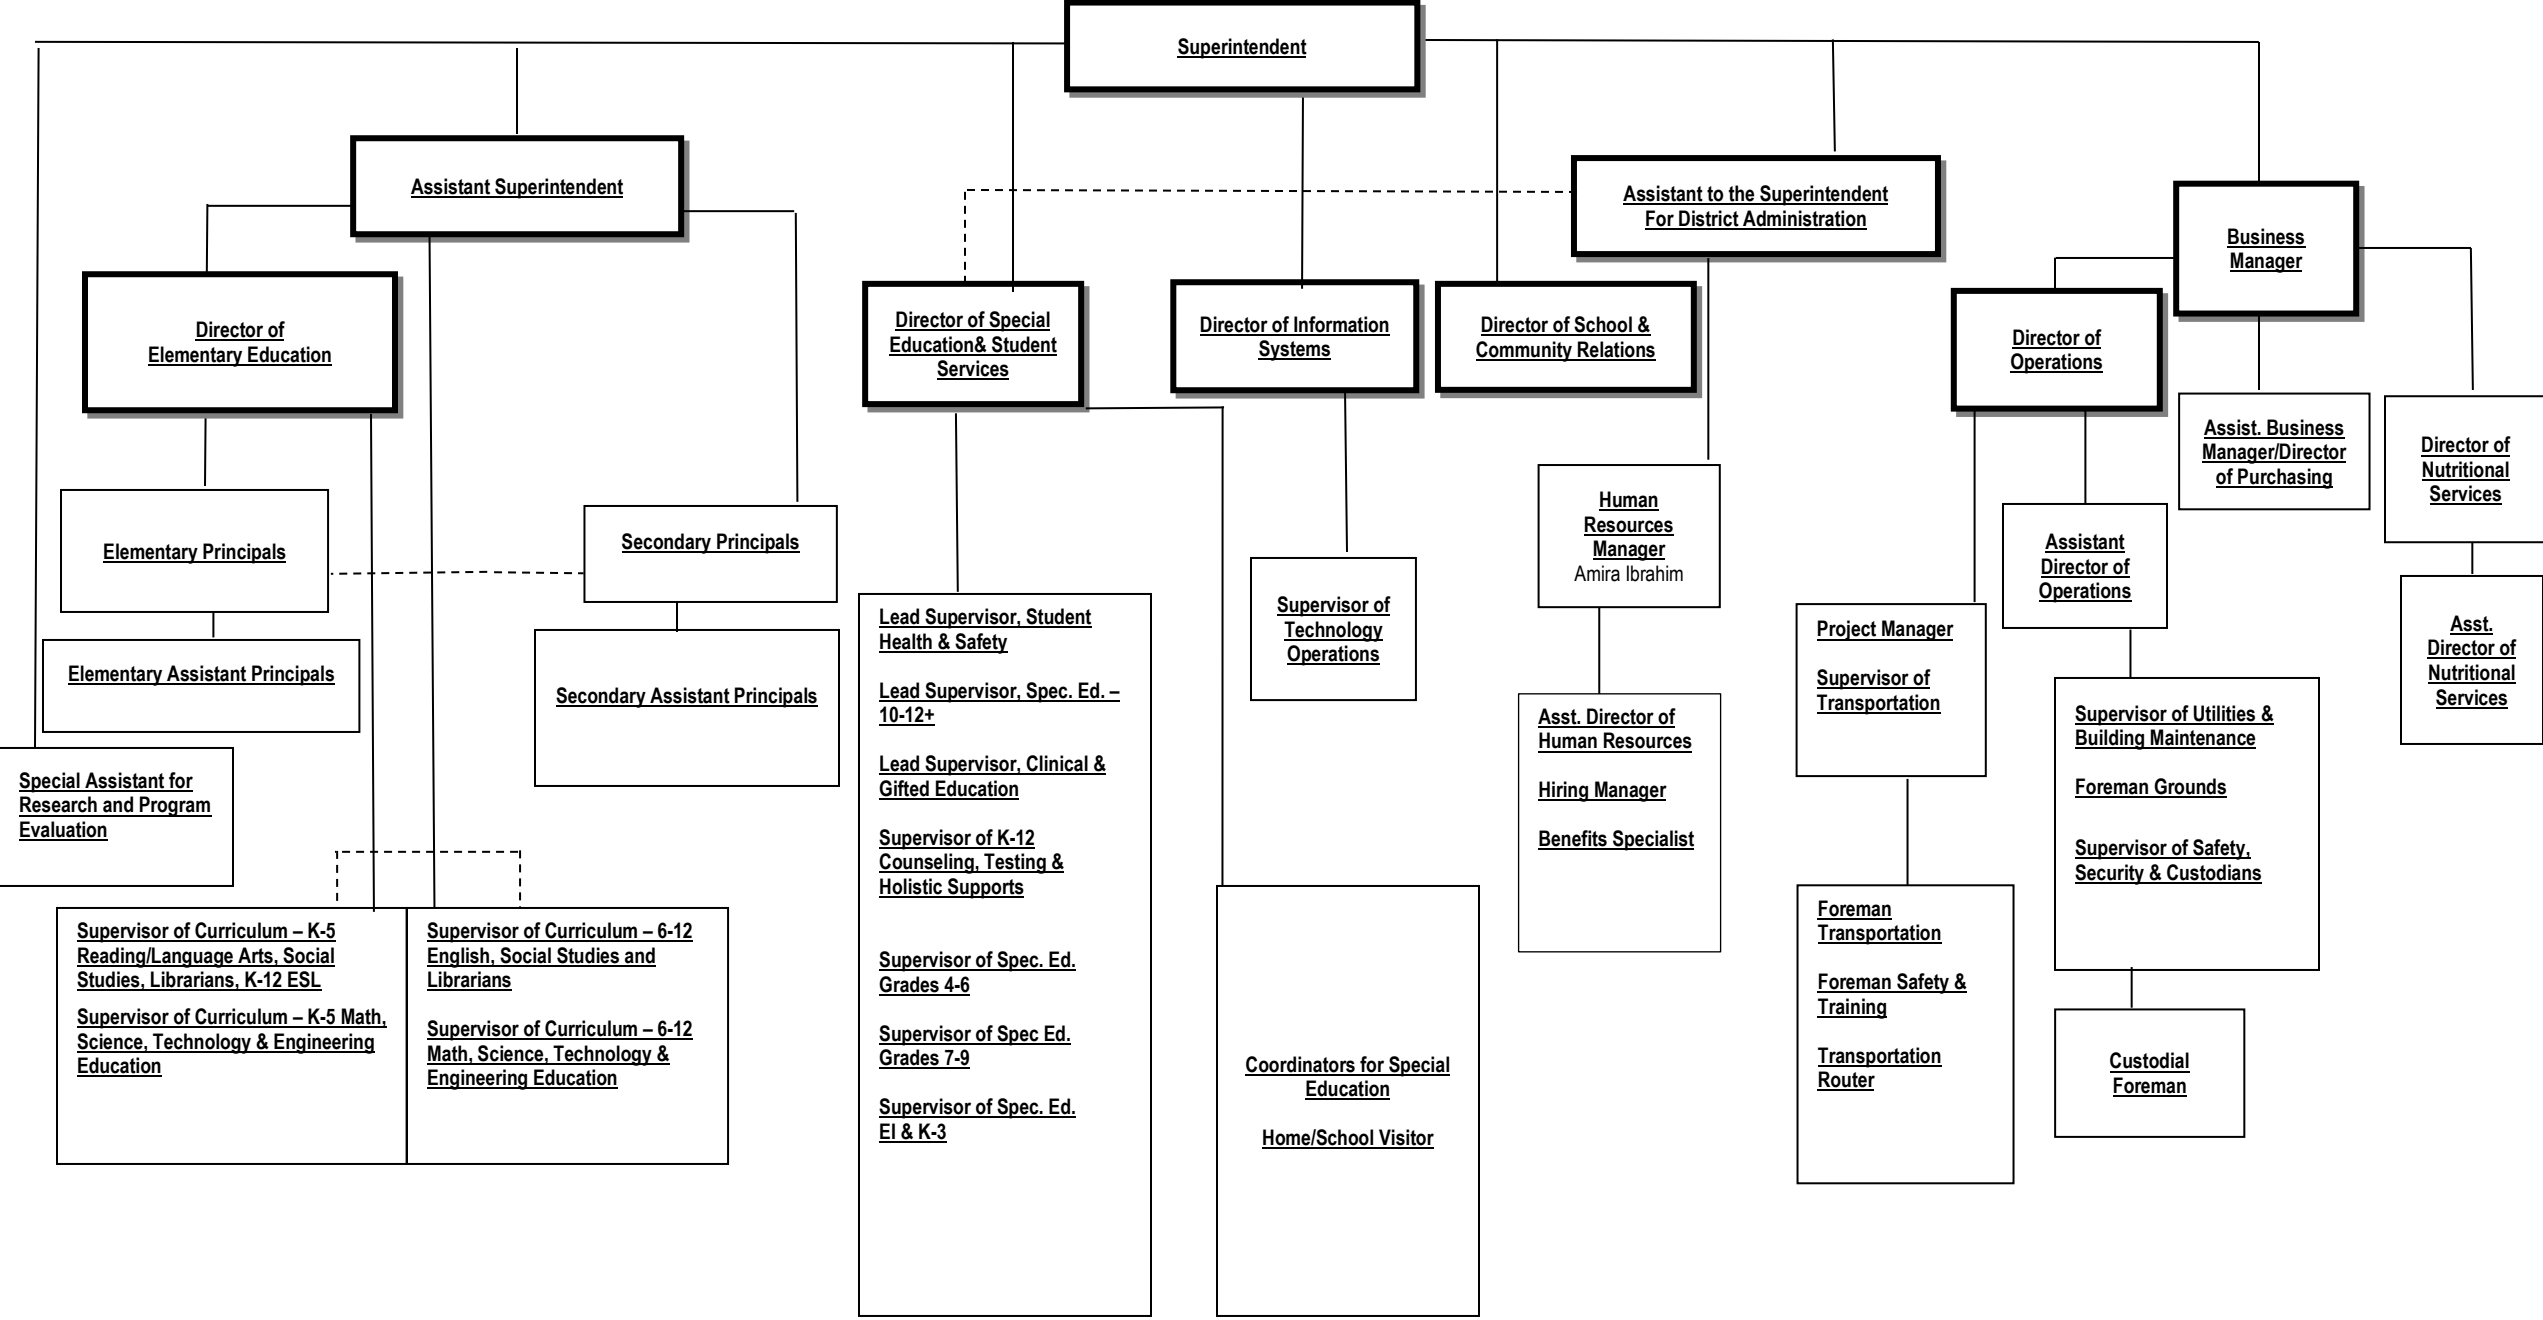 Superintendent
Assistant Superintendent
Assistant to the Superintendent
For District Administration
Business
Manager
Director of
Elementary Education
Director of Special
Education& Student
Services
Director of Information
Systems
Director of School &
Community Relations
Director of
Operations
Assist. Business
Manager/Director
of Purchasing
Director of
Nutritional
Services
Elementary Principals
Secondary Principals
Human
Resources
Manager
Amira Ibrahim
Assistant
Director of
Operations
Elementary Assistant Principals
Secondary Assistant Principals
Supervisor of
Technology
Operations
Asst.
Director of
Nutritional
Services
Special Assistant for
Research and Program
Evaluation
Lead Supervisor, Student
Health & Safety
Lead Supervisor, Spec. Ed. –
10-12+
Lead Supervisor, Clinical &
Gifted Education
Supervisor of K-12
Counseling, Testing &
Holistic Supports
Supervisor of Spec. Ed.
Grades 4-6
Supervisor of Spec Ed.
Grades 7-9
Supervisor of Spec. Ed.
EI & K-3
Asst. Director of
Human Resources
Hiring Manager
Benefits Specialist
Project Manager
Supervisor of
Transportation
Supervisor of Utilities &
Building Maintenance
Foreman Grounds
Supervisor of Safety,
Security & Custodians
Supervisor of Curriculum – K-5
Reading/Language Arts, Social
Studies, Librarians, K-12 ESL
Supervisor of Curriculum – K-5 Math,
Science, Technology & Engineering
Education
Supervisor of Curriculum – 6-12
English, Social Studies and
Librarians
Supervisor of Curriculum – 6-12
Math, Science, Technology &
Engineering Education
Coordinators for Special
Education
Home/School Visitor
Foreman
Transportation
Foreman Safety &
Training
Transportation
Router
Custodial
Foreman